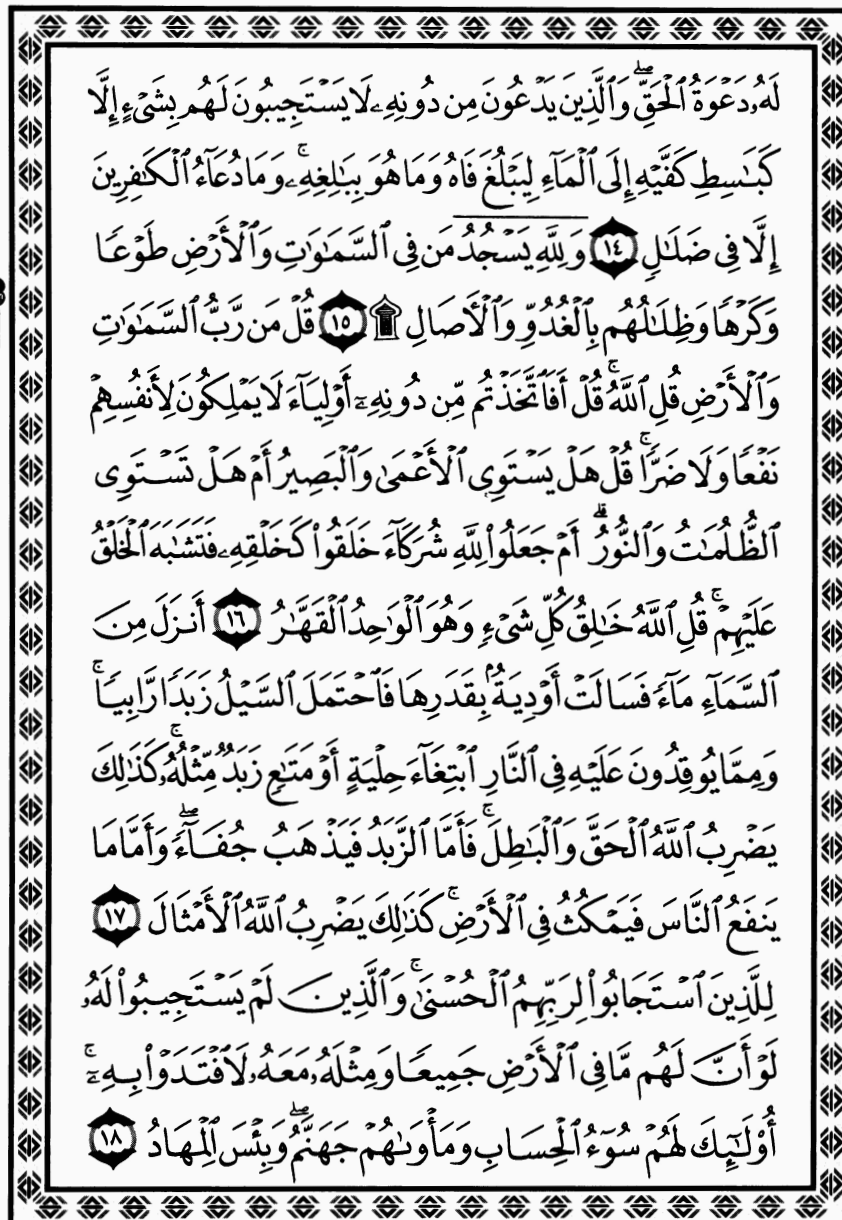 لَهُۥ دَعْوَةُ ٱلْحَقِّ ۖ وَٱلَّذِينَ يَدْعُونَ مِن دُونِهِۦ لَا يَسْتَجِيبُونَ لَهُم بِشَىْءٍ إِلَّا
كَبَـٰسِطِ كَفَّيْهِ إِلَى ٱلْمَآءِ لِيَبْلُغَ فَاهُ وَمَا هُوَ بِبَـٰلِغِهِۦ ۚ وَمَا دُعَآءُ ٱلْكَـٰفِرِينَ
إِلَّا فِى ضَلَـٰلٍ ١٤ وَلِلَّهِ يَسْجُدُ مَن فِى ٱلسَّمَـٰوَٰتِ وَٱلْأَرْضِ طَوْعًا
وَكَرْهًا وَظِلَـٰلُهُم بِٱلْغُدُوِّ وَٱلْـَٔاصَالِ ۩ ١٥ قُلْ مَن رَّبُّ ٱلسَّمَـٰوَٰتِ
وَٱلْأَرْضِ قُلِ ٱللَّهُ ۚ قُلْ أَفَٱتَّخَذْتُم مِّن دُونِهِۦٓ أَوْلِيَآءَ لَا يَمْلِكُونَ لِأَنفُسِهِمْ
نَفْعًا وَلَا ضَرًّا ۚ قُلْ هَلْ يَسْتَوِى ٱلْأَعْمَىٰ وَٱلْبَصِيرُ أَمْ هَلْ تَسْتَوِى
ٱلظُّلُمَـٰتُ وَٱلنُّورُ ۗ أَمْ جَعَلُوا۟ لِلَّهِ شُرَكَآءَ خَلَقُوا۟ كَخَلْقِهِۦ فَتَشَـٰبَهَ ٱلْخَلْقُ
عَلَيْهِمْ ۚ قُلِ ٱللَّهُ خَـٰلِقُ كُلِّ شَىْءٍ وَهُوَ ٱلْوَٰحِدُ ٱلْقَهَّـٰرُ ١٦ أَنزَلَ مِنَ
ٱلسَّمَآءِ مَآءً فَسَالَتْ أَوْدِيَةٌۢ بِقَدَرِهَا فَٱحْتَمَلَ ٱلسَّيْلُ زَبَدًا رَّابِيًا ۚ
وَمِمَّا يُوقِدُونَ عَلَيْهِ فِى ٱلنَّارِ ٱبْتِغَآءَ حِلْيَةٍ أَوْ مَتَـٰعٍ زَبَدٌ مِّثْلُهُۥ ۚ كَذَٰلِكَ
يَضْرِبُ ٱللَّهُ ٱلْحَقَّ وَٱلْبَـٰطِلَ ۚ فَأَمَّا ٱلزَّبَدُ فَيَذْهَبُ جُفَآءً ۖ وَأَمَّا مَا
يَنفَعُ ٱلنَّاسَ فَيَمْكُثُ فِى ٱلْأَرْضِ ۚ كَذَٰلِكَ يَضْرِبُ ٱللَّهُ ٱلْأَمْثَالَ ١٧
لِلَّذِينَ ٱسْتَجَابُوا۟ لِرَبِّهِمُ ٱلْحُسْنَىٰ ۚ وَٱلَّذِينَ لَمْ يَسْتَجِيبُوا۟ لَهُۥ
لَوْ أَنَّ لَهُم مَّا فِى ٱلْأَرْضِ جَمِيعًا وَمِثْلَهُۥ مَعَهُۥ لَٱفْتَدَوْا۟ بِهِۦٓ ۚ
أُو۟لَـٰٓئِكَ لَهُمْ سُوٓءُ ٱلْحِسَابِ وَمَأْوَىٰهُمْ جَهَنَّمُ ۖ وَبِئْسَ ٱلْمِهَادُ ١٨